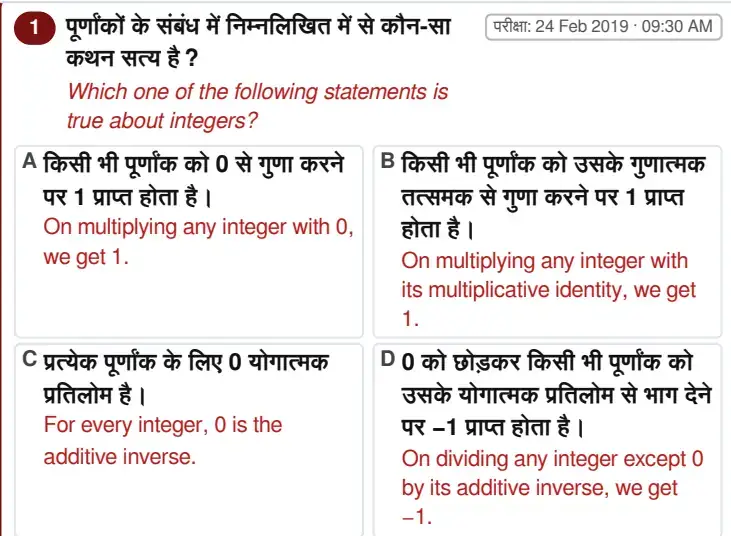 1 पूर्णांकों के संबंध में निम्नलिखित में से कौन-सा
कथन सत्य है ?
परीक्षा: 24 Feb 2019 · 09:30 AM
Which one of the following statements is
true about integers?
A किसी भी पूर्णांक को 0 से गुणा करने
पर 1 प्राप्त होता है।
On multiplying any integer with 0,
we get 1.
B किसी भी पूर्णांक को उसके गुणात्मक
तत्समक से गुणा करने पर 1 प्राप्त
होता है।
On multiplying any integer with
its multiplicative identity, we get
1.
C प्रत्येक पूर्णांक के लिए 0 योगात्मक
प्रतिलोम है।
For every integer, 0 is the
additive inverse.
D 0 को छोड़कर किसी भी पूर्णांक को
उसके योगात्मक प्रतिलोम से भाग देने
पर –1 प्राप्त होता है।
On dividing any integer except 0
by its additive inverse, we get
–1.